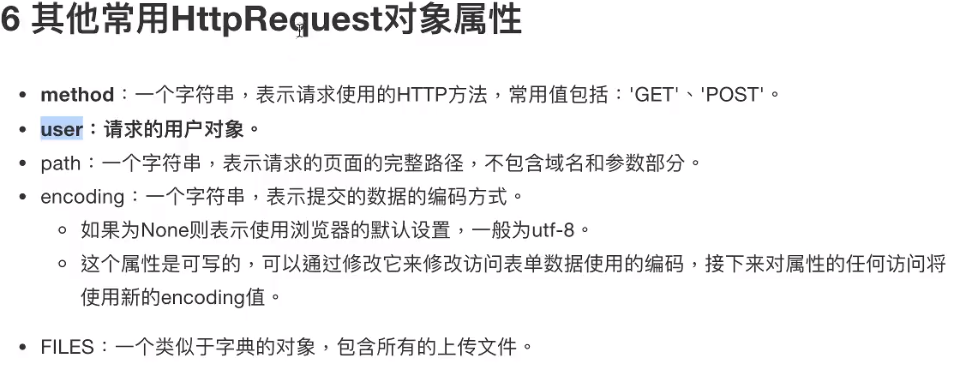 6 其他常用HttpRequest对象属性
method：一个字符串，表示请求使用的HTTP方法，常用值包括：'GET'、'POST'。
user：请求的用户对象。
path：一个字符串，表示请求的页面的完整路径，不包含域名和参数部分。
encoding：一个字符串，表示提交的数据的编码方式。
如果为None则表示使用浏览器的默认设置，一般为utf-8。
这个属性是可写的，可以通过修改它来修改访问表单数据使用的编码，接下来对属性的任何访问将
使用新的encoding值。
FILES：一个类似于字典的对象，包含所有的上传文件。